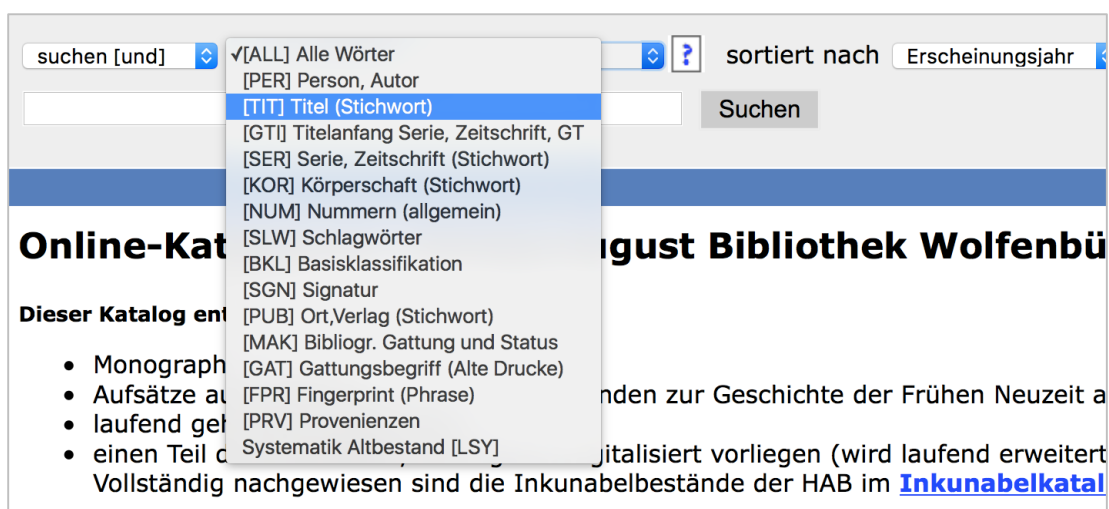 suchen [und] ✓[ALL] Alle Wörter ? sortiert nach Erscheinungsjahr
[PER] Person, Autor
[TIT] Titel (Stichwort)
Suchen
[GTI] Titelanfang Serie, Zeitschrift, GT
[SER] Serie, Zeitschrift (Stichwort)
[KOR] Körperschaft (Stichwort)
[NUM] Nummern (allgemein)
[SLW] Schlagwörter
[BKL] Basisklassifikation
[SGN] Signatur
[PUB] Ort,Verlag (Stichwort)
[MAK] Bibliogr. Gattung und Status
[GAT] Gattungsbegriff (Alte Drucke)
[FPR] Fingerprint (Phrase)
[PRV] Provenienzen
Systematik Altbestand [LSY]
Online-Kat gust Bibliothek Wolfenbü
Dieser Katalog ent
• Monograph
• Aufsätze au nden zur Geschichte der Frühen Neuzeit a
• laufend geh
• einen Teil d gitalisiert vorliegen (wird laufend erweitert
Vollständig nachgewiesen sind die Inkunabelbestände der HAB im Inkunabelkatal